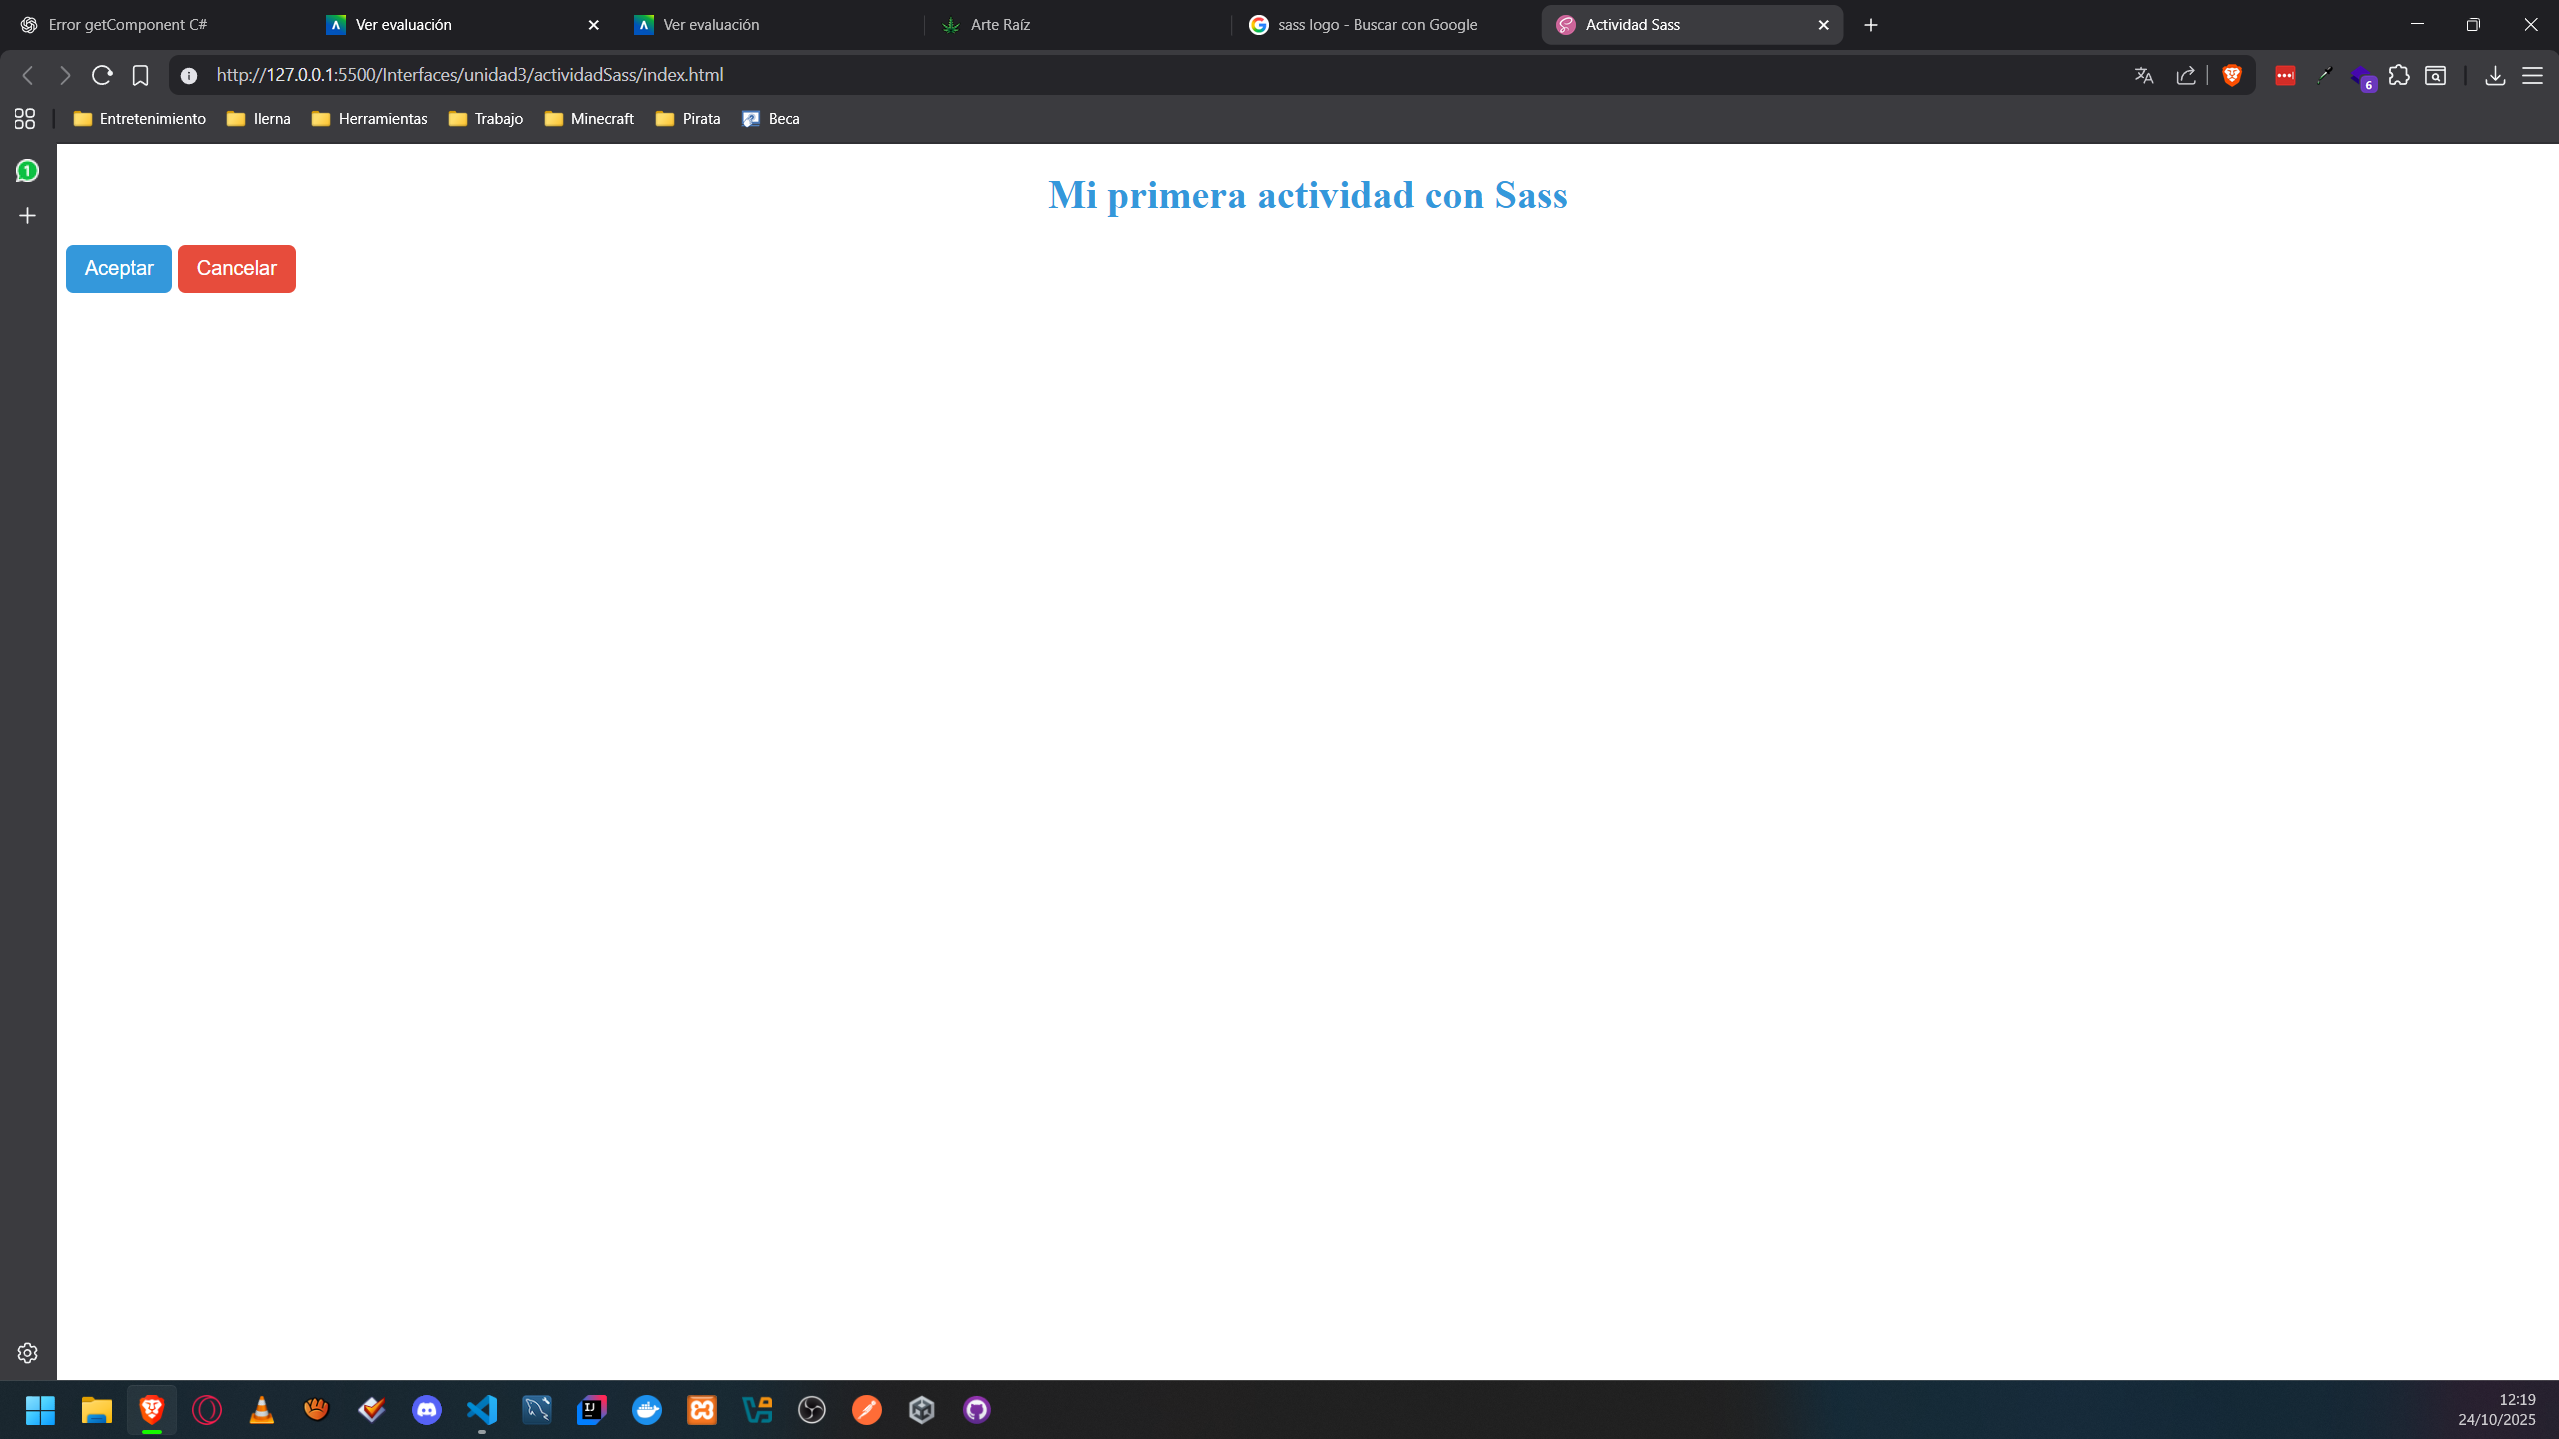 Error getComponent C#
Ver evaluación
Ver evaluación
Arte Raíz
sass logo - Buscar con Google
Actividad Sass
http://127.0.0.1:5500/Interfaces/unidad3/actividadSass/index.html
6
Entretenimiento
Ilerna
Herramientas
Trabajo
Minecraft
Pirata
Beca
1
Mi primera actividad con Sass
Aceptar Cancelar
IJ
12:19
24/10/2025